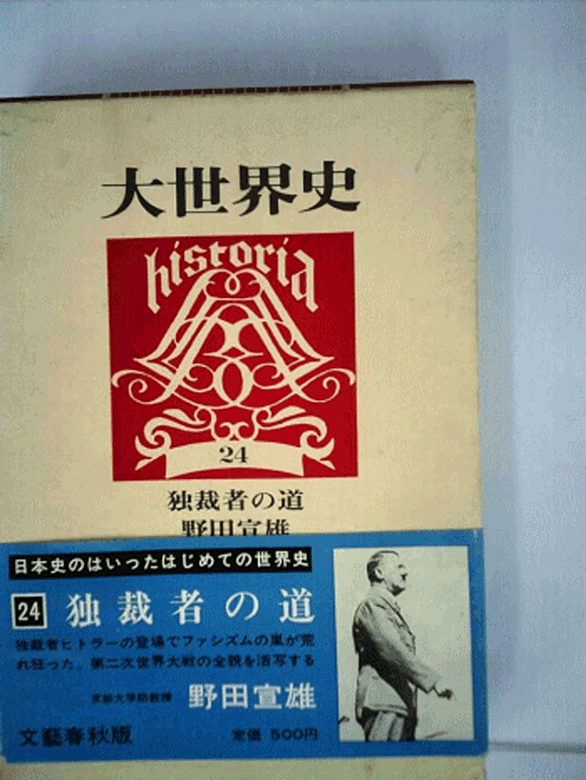 大世界史
historia
24
独裁者の道
野田宣雄
日本史のはいったはじめての世界史
24 独裁者の道
独裁者ヒトラーの登場でファシズムの嵐が荒
れ狂った。第二次世界大戦の全貌を活写する
京都大学助教授 野田宣雄
文藝春秋版 定価 500円